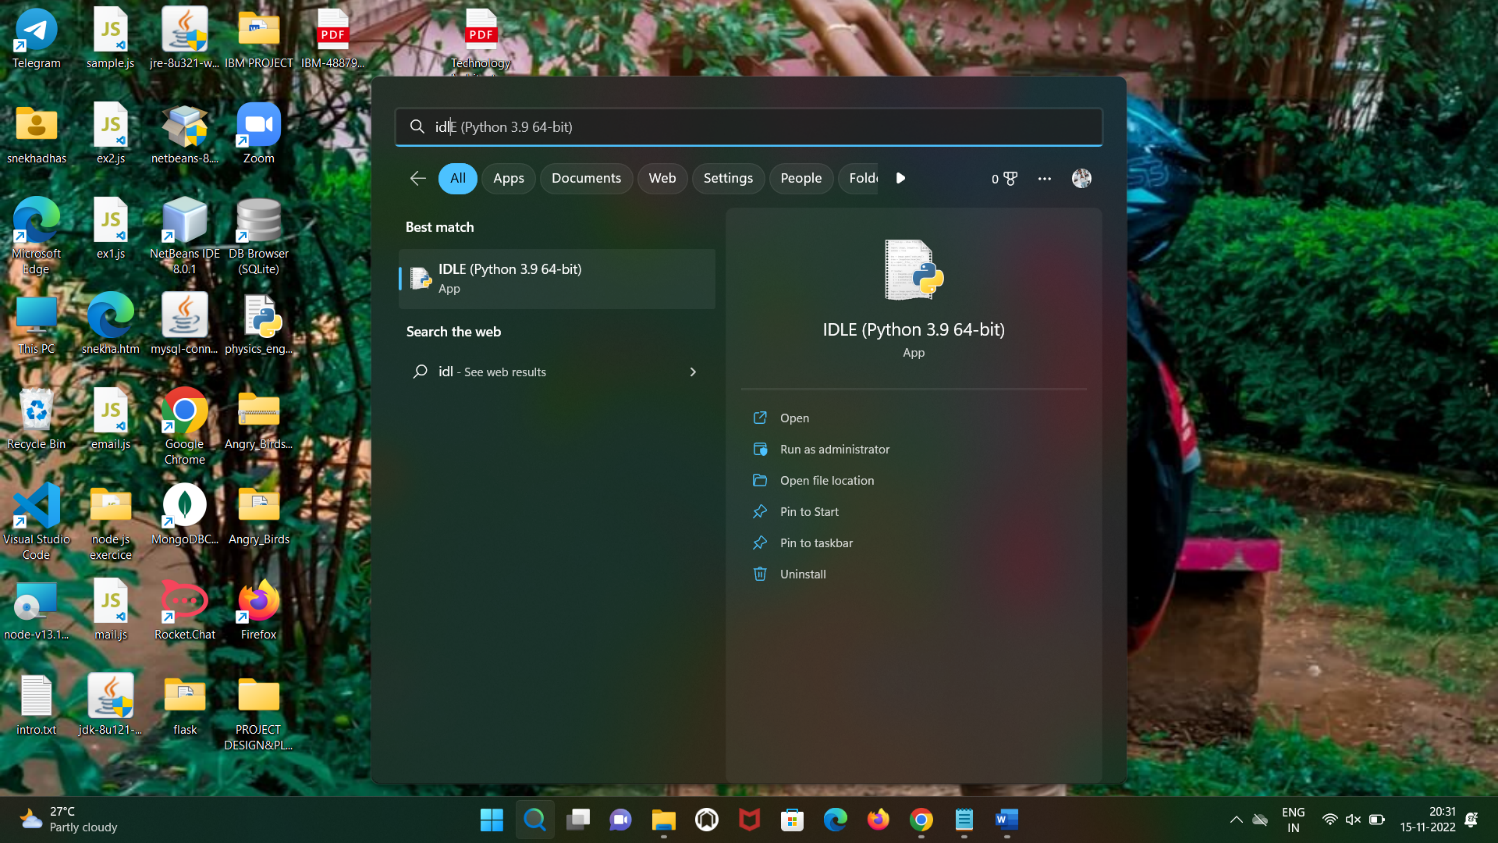 Telegram
sample.js
jre-8u321-w...
IBM PROJECT
IBM-48879...
Technology
snekhadhas
ex2.js
netbeans-8....
Zoom
Microsoft
Edge
ex1.js
NetBeans IDE
8.0.1
DB Browser
(SQLite)
This PC
snekha.htm
mysql-conn...
physics_eng...
Recycle Bin
email.js
Google
Chrome
Angry_Birds...
Visual Studio
Code
node js
exercice
MongoDBC...
Angry_Birds
node-v13.1...
mail.js
Rocket.Chat
Firefox
intro.txt
jdk-8u121-...
flask
PROJECT
DESIGN&PL...
idlE (Python 3.9 64-bit)
All
Apps
Documents
Web
Settings
People
Folde
0
Best match
IDLE (Python 3.9 64-bit)
App
Search the web
idl - See web results
IDLE (Python 3.9 64-bit)
App
Open
Run as administrator
Open file location
Pin to Start
Pin to taskbar
Uninstall
27°C
Partly cloudy
ENG
IN
20:31
15-11-2022